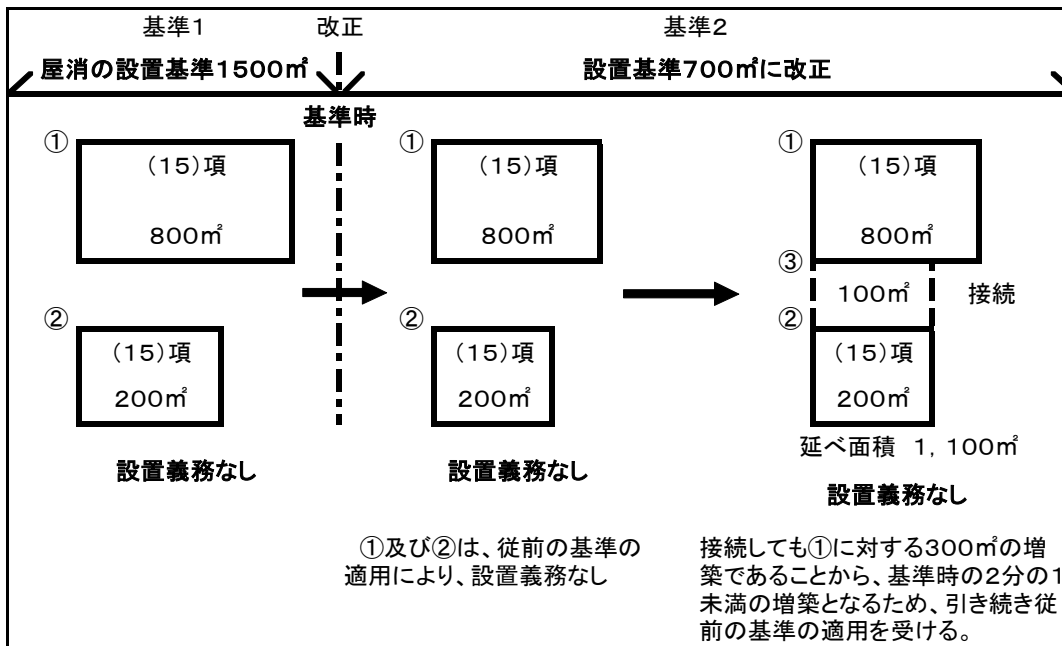 基準1 改正 基準2
屋消の設置基準1500㎡ 設置基準700㎡に改正
基準時
① ① ①
(15)項 (15)項 (15)項
800㎡ 800㎡ 800㎡
③
100㎡ 接続
② ② ②
(15)項 (15)項 (15)項
200㎡ 200㎡ 200㎡
延べ面積 1,100㎡
設置義務なし 設置義務なし 設置義務なし
①及び②は、従前の基準の
適用により、設置義務なし
接続しても①に対する300㎡の増
築であることから、基準時の2分の1
未満の増築となるため、引き続き従
前の基準の適用を受ける。